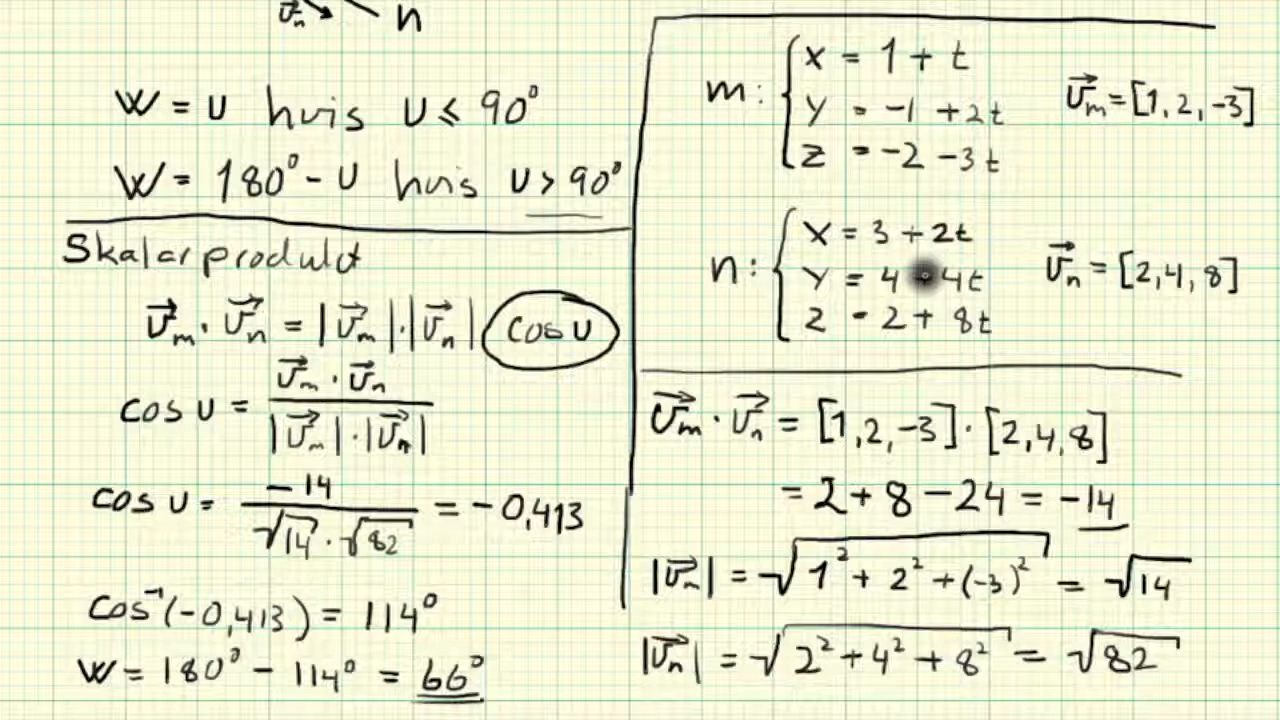 v⃗n n
W = U hvis U ≤ 90°
W = 180° - U hvis U > 90°
Skalarprodukt
v⃗m · v⃗n = |v⃗m| · |v⃗n| cos U
cos U = v⃗m · v⃗n / |v⃗m| · |v⃗n|
cos U = -14 / √14 · √82 = -0,413
cos⁻¹(-0,413) = 114°
W = 180° - 114° = 66°
m: { X = 1 + t
Y = -1 + 2t v⃗m = [1, 2, -3]
Z = -2 - 3t
n: { X = 3 + 2t
Y = 4 + 4t v⃗n = [2, 4, 8]
Z = 2 + 8t
v⃗m · v⃗n = [1, 2, -3] · [2, 4, 8]
= 2 + 8 - 24 = -14
|v⃗m| = √1² + 2² + (-3)² = √14
|v⃗n| = √2² + 4² + 8² = √82